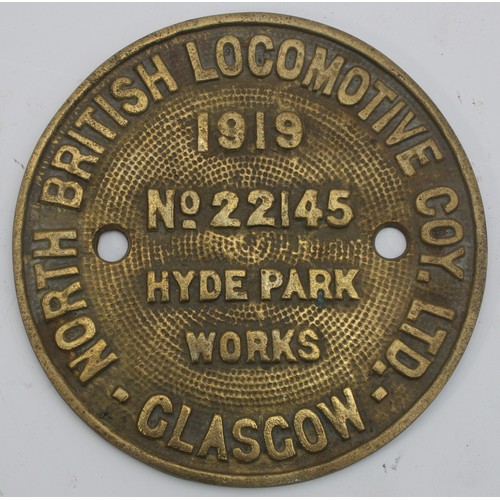 NORTH BRITISH LOCOMOTIVE COY. LTD.
1919
No 22145
HYDE PARK
WORKS
GLASGOW